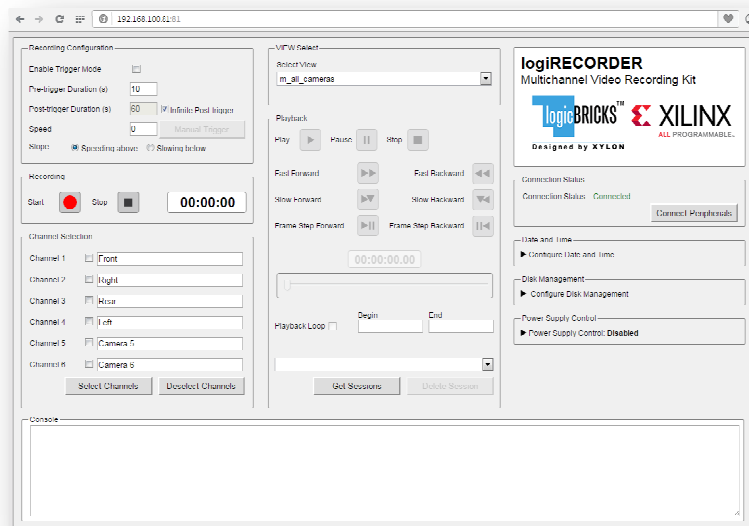 192.168.100.81:81
Recording Configuration
Enable Trigger Mode
Pre-trigger Duration (s) 10
Post-trigger Duration (s) 60 Infinite Post trigger
Speed 0 Manual Trigger
Slope Speeding above Slowing below
Recording
Start Stop 00:00:00
Channel Selection
Channel 1 Front
Channel 2 Right
Channel 3 Rear
Channel 4 Left
Channel 5 Camera 5
Channel 6 Camera 6
Select Channels Deselect Channels
VIEW Select
Select View
m_all_cameras
Playback
Play Pause Stop
Fast Forward Fast Backward
Slow Forward Slow Backward
Frame Step Forward Frame Step Backward
00:00:00.00
Begin End
Playback Loop
Get Sessions Delete Session
logiRECORDER
Multichannel Video Recording Kit
logicBRICKS™ XILINX
ALL PROGRAMMABLE™
Designed by XYLON
Connection Status
Connection Status : Connected
Connect Peripherials
Date and Time
Configure Date and Time
Disk Management
Configure Disk Management
Power Supply Control
Power Supply Control: Disabled
Console